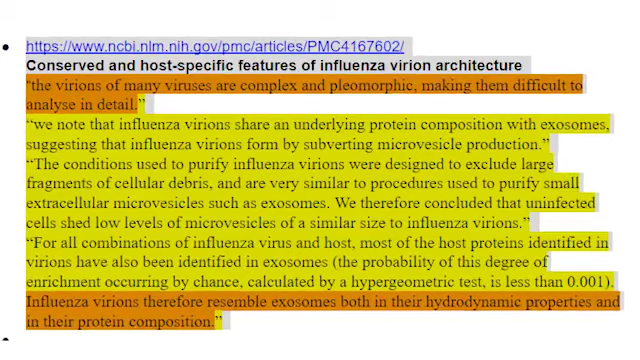 https://www.ncbi.nlm.nih.gov/pmc/articles/PMC4167602/
Conserved and host-specific features of influenza virion architecture
"the virions of many viruses are complex and pleomorphic, making them difficult to
analyse in detail.”
“we note that influenza virions share an underlying protein composition with exosomes,
suggesting that influenza virions form by subverting microvesicle production.”
“The conditions used to purify influenza virions were designed to exclude large
fragments of cellular debris, and are very similar to procedures used to purify small
extracellular microvesicles such as exosomes. We therefore concluded that uninfected
cells shed low levels of microvesicles of a similar size to influenza virions.”
“For all combinations of influenza virus and host, most of the host proteins identified in
virions have also been identified in exosomes (the probability of this degree of
enrichment occurring by chance, calculated by a hypergeometric test, is less than 0.001).
Influenza virions therefore resemble exosomes both in their hydrodynamic properties and
in their protein composition.”